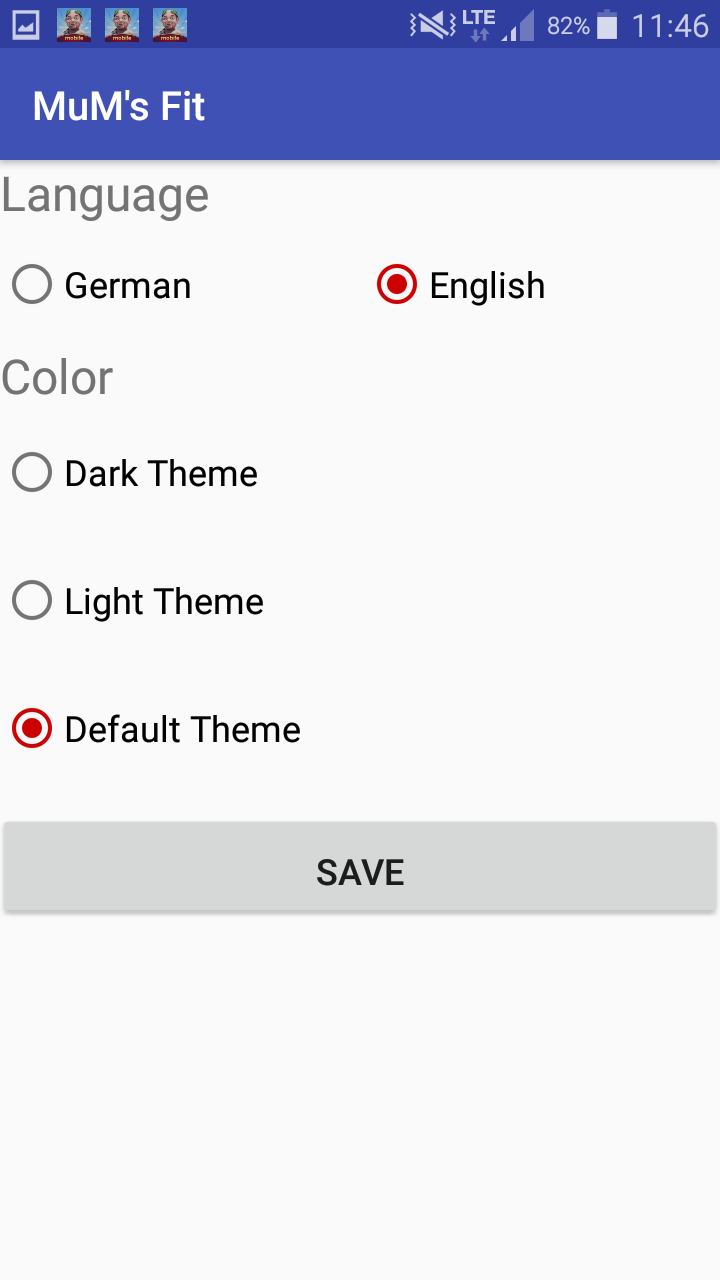 LTE 82% 11:46
MuM's Fit
Language
German English
Color
Dark Theme
Light Theme
Default Theme
SAVE